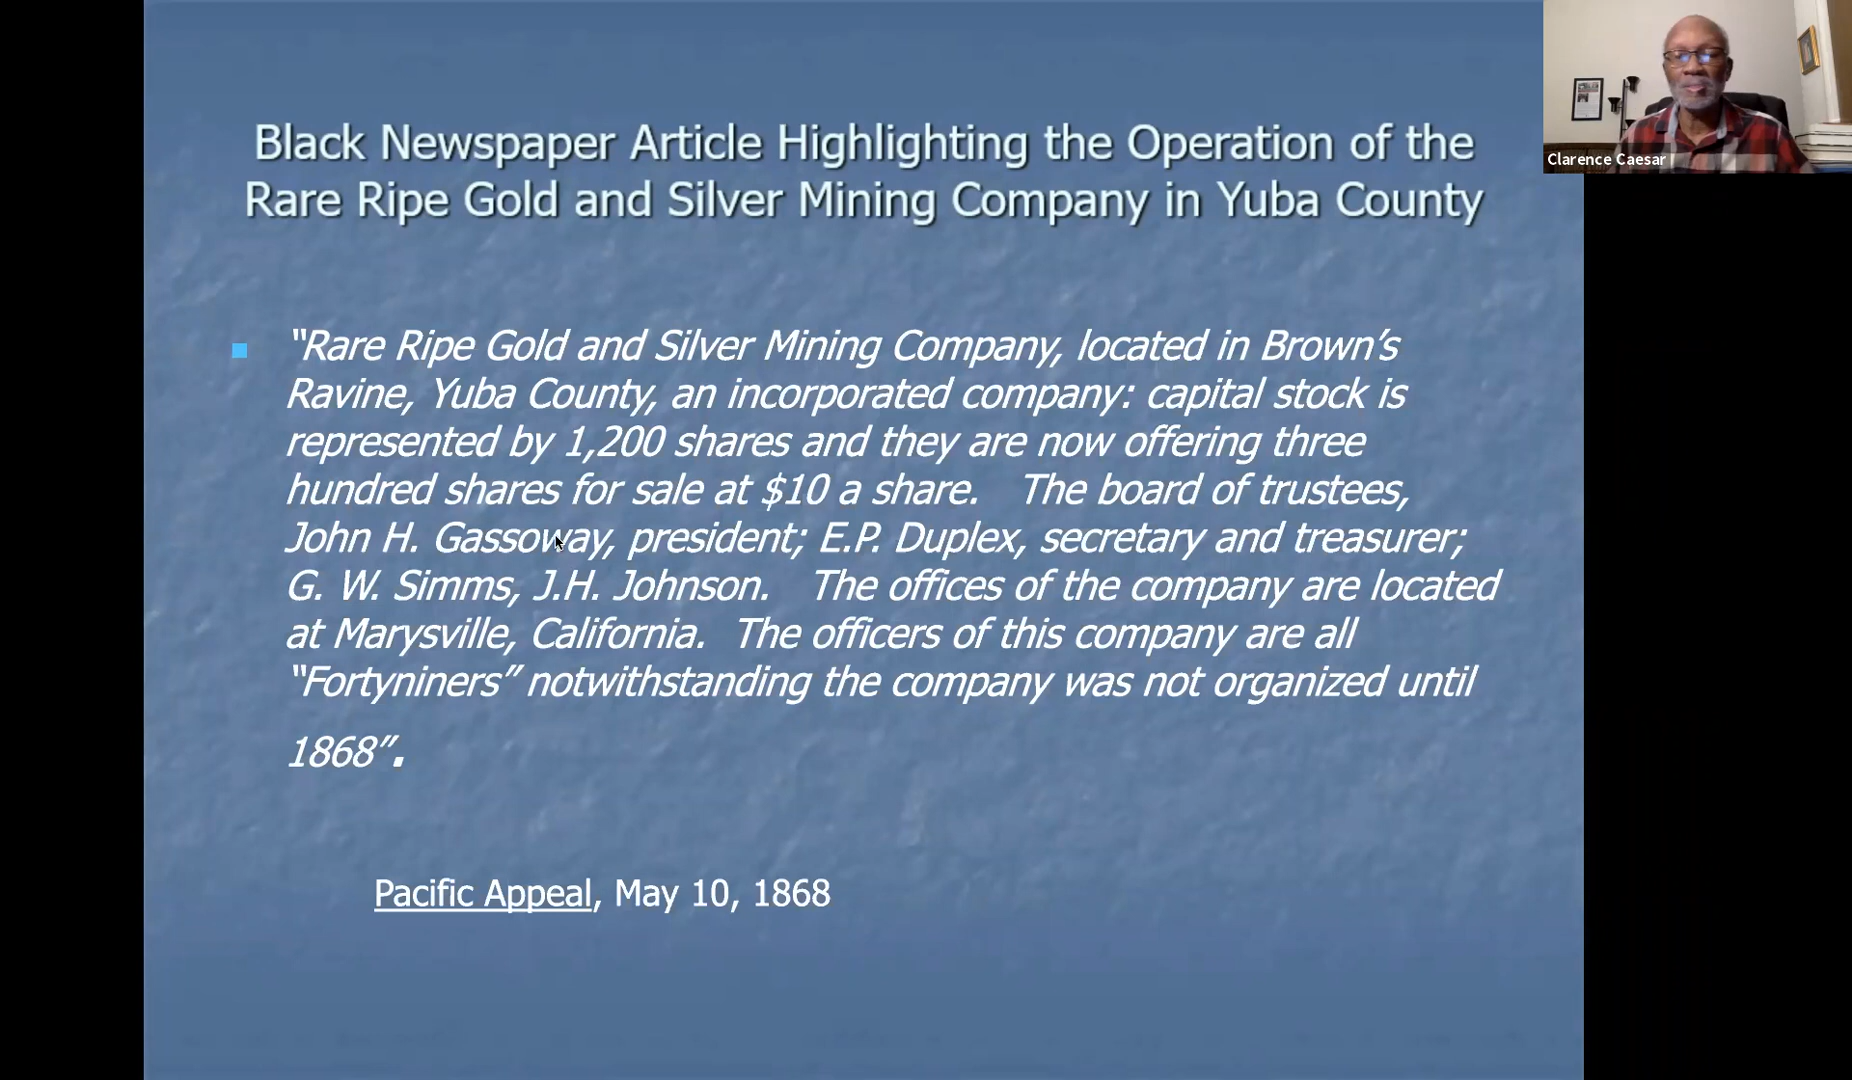 Black Newspaper Article Highlighting the Operation of the
Rare Ripe Gold and Silver Mining Company in Yuba County
Clarence Caesar
“Rare Ripe Gold and Silver Mining Company, located in Brown’s
Ravine, Yuba County, an incorporated company: capital stock is
represented by 1,200 shares and they are now offering three
hundred shares for sale at $10 a share. The board of trustees,
John H. Gassoway, president; E.P. Duplex, secretary and treasurer;
G. W. Simms, J.H. Johnson. The offices of the company are located
at Marysville, California. The officers of this company are all
“Fortyniners” notwithstanding the company was not organized until
1868”.
Pacific Appeal, May 10, 1868